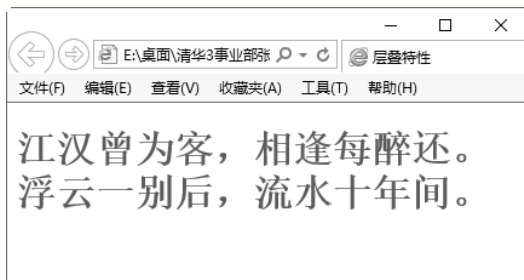 E:\桌面\清华3事业部张
层叠特性
文件(F) 编辑(E) 查看(V) 收藏夹(A) 工具(T) 帮助(H)
江汉曾为客，相逢每醉还。
浮云一别后，流水十年间。